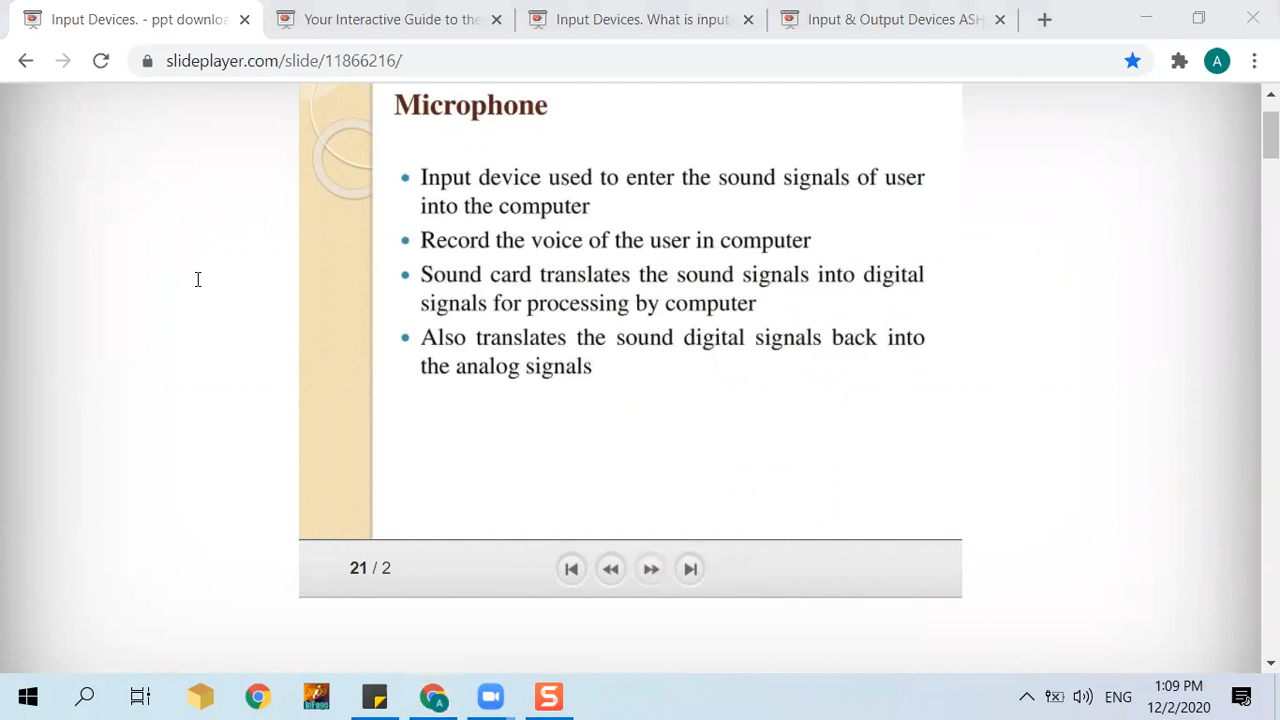 Input Devices. - ppt downloa
Your Interactive Guide to the
Input Devices. What is input
Input & Output Devices ASH
slideplayer.com/slide/11866216/
A
Microphone
Input device used to enter the sound signals of user
into the computer
Record the voice of the user in computer
Sound card translates the sound signals into digital
signals for processing by computer
Also translates the sound digital signals back into
the analog signals
21 / 2
A
S
ENG
1:09 PM
12/2/2020